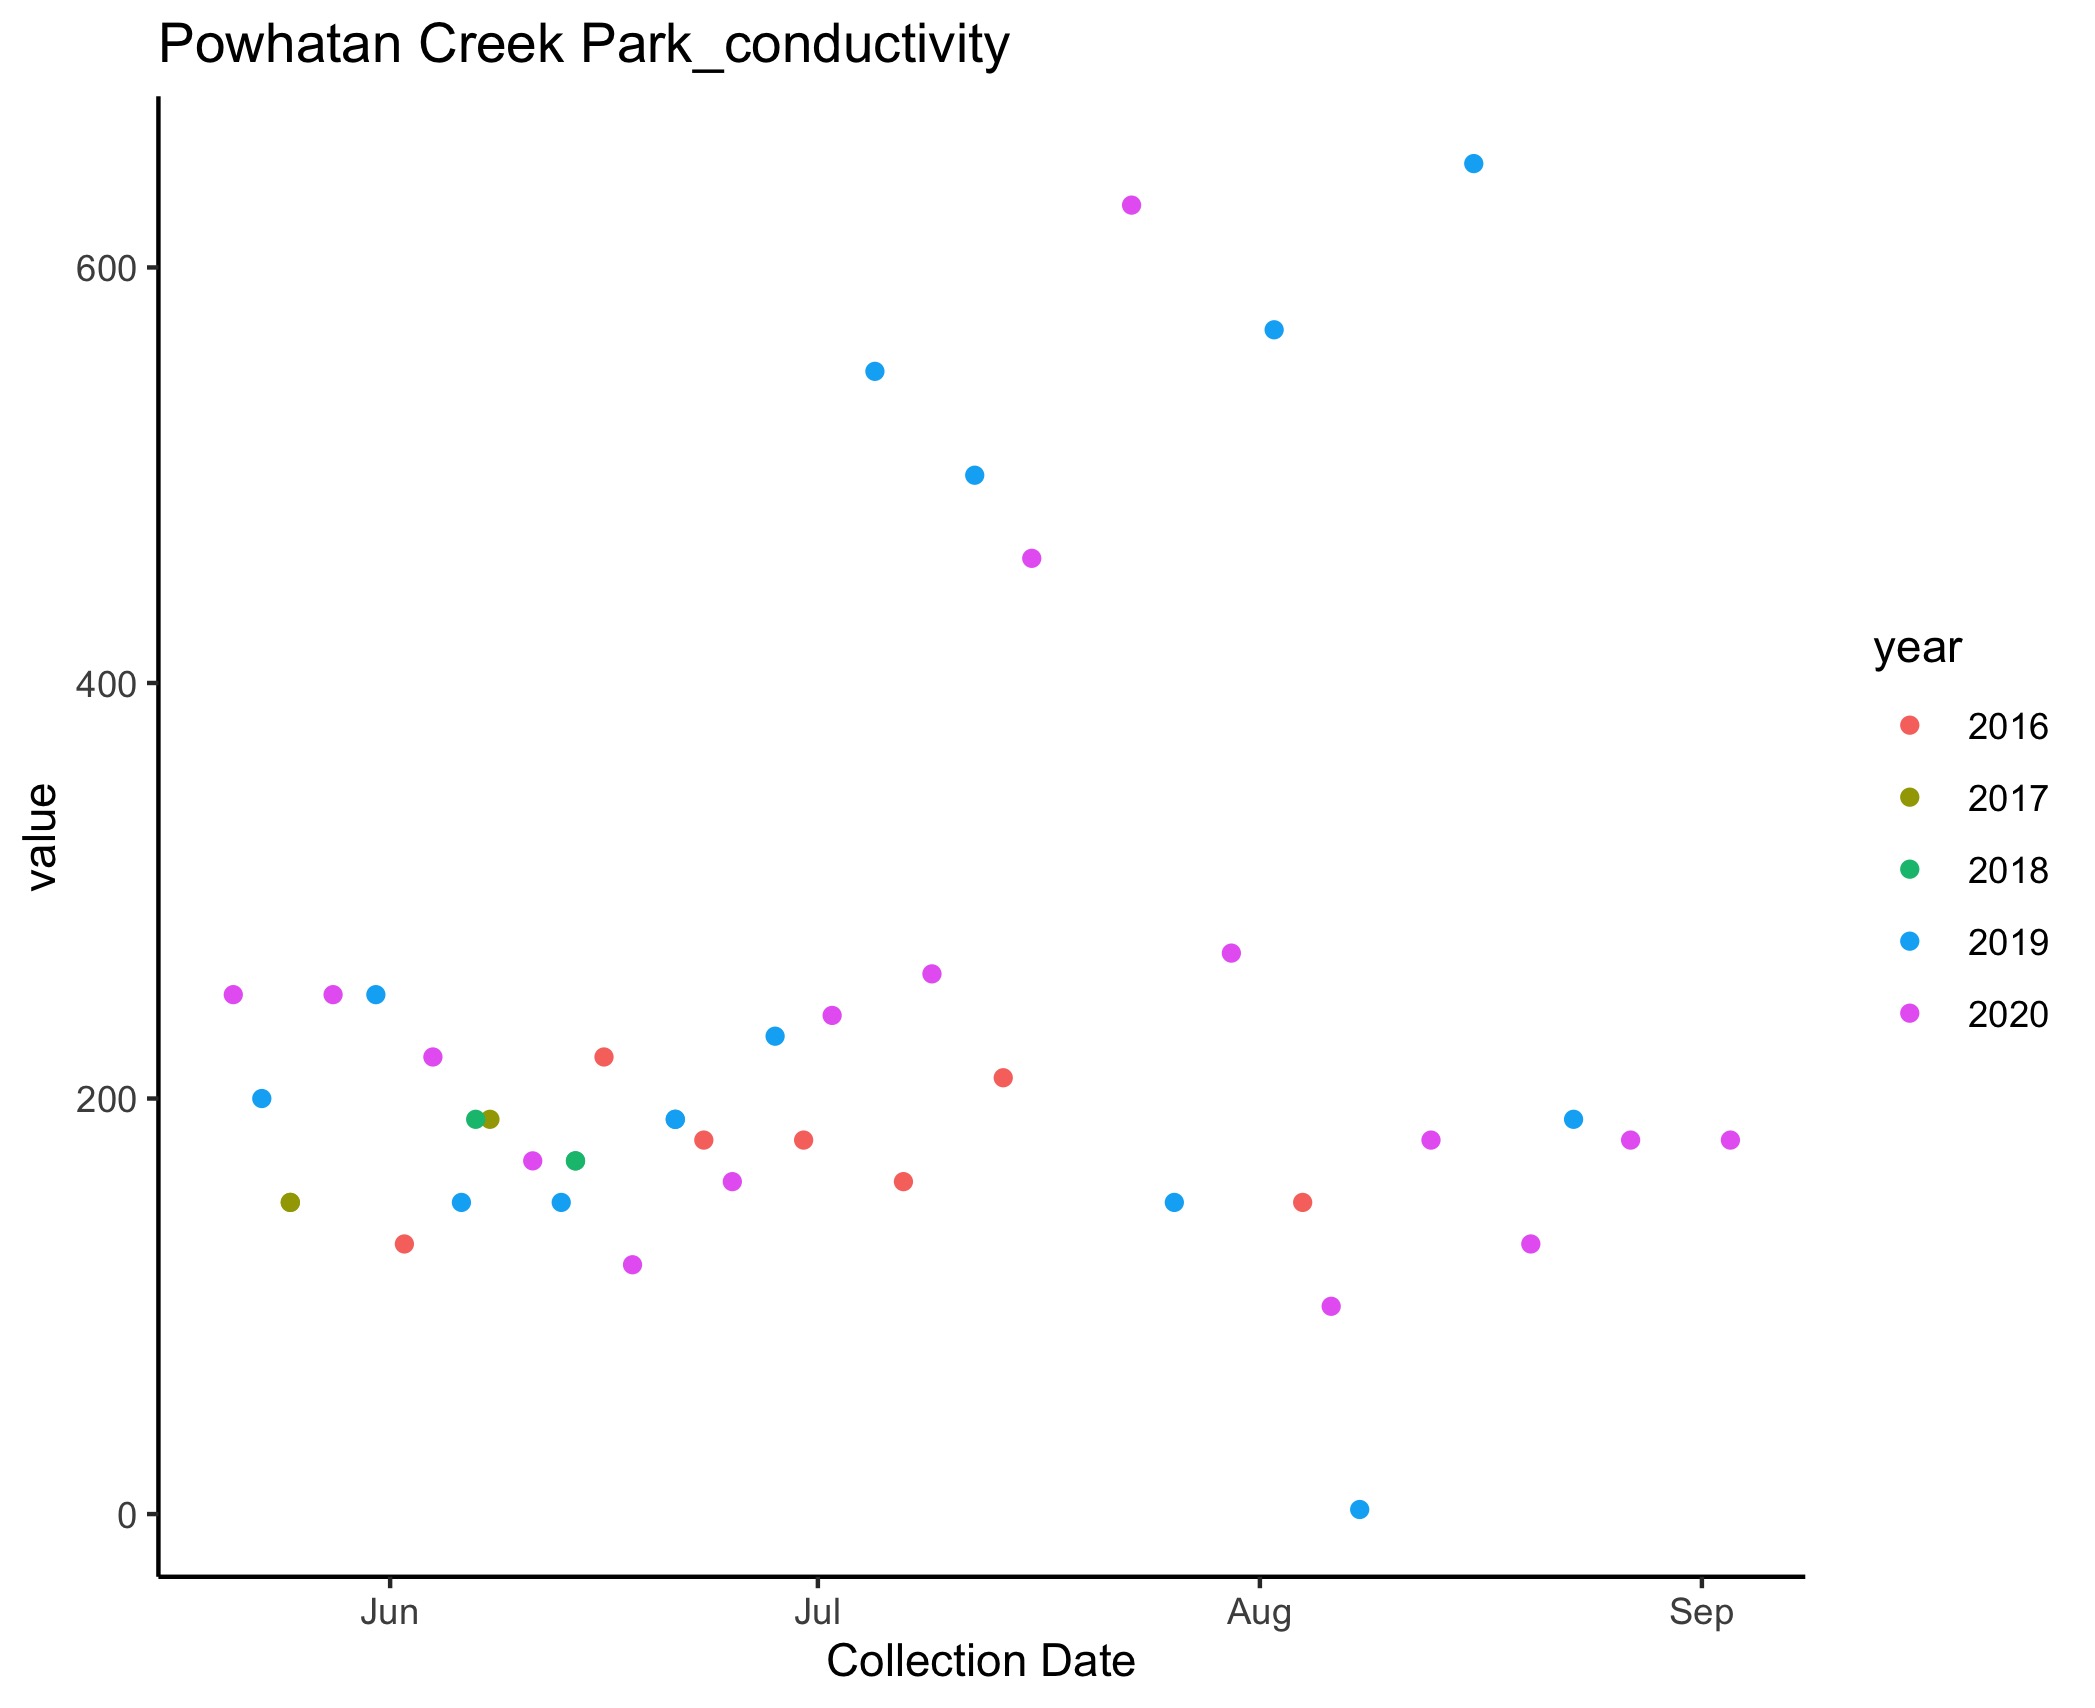 Powhatan Creek Park_conductivity
600
400
200
0
value
Jun
Jul
Aug
Sep
Collection Date
year
2016
2017
2018
2019
2020